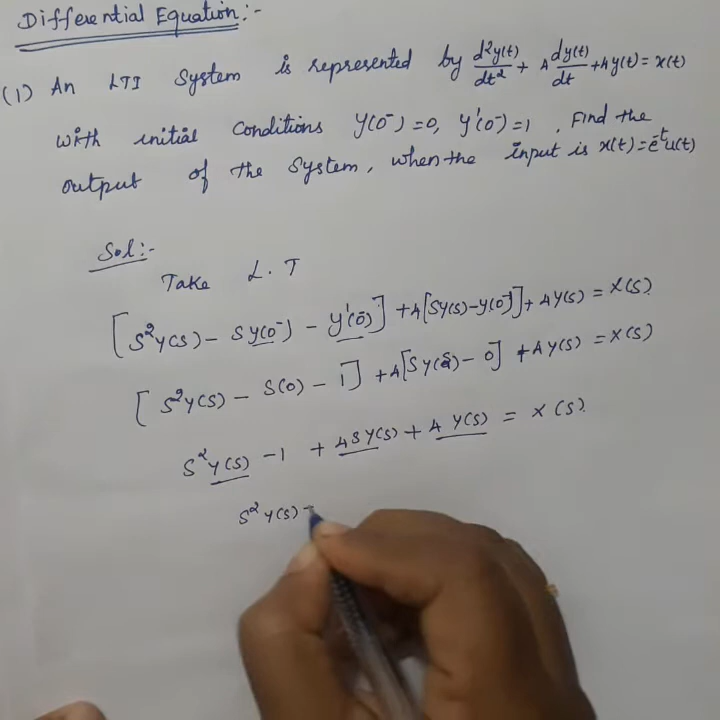 Differential Equation:-
(1) An LTI System is represented by d²y(t)/dt² + 4 dy(t)/dt + 4y(t) = x(t)
with initial conditions y(0⁻)=0, y'(0⁻)=1, Find the
output of the system, when the input is x(t)=e⁻ᵗu(t)
Sol:-
Take L.T
[S²Y(S) - SY(0⁻) - Y'(0⁻)] + 4[SY(S)-Y(0⁻)] + 4Y(S) = X(S)
[S²Y(S) - S(0) - 1] + 4[SY(S) - 0] + 4Y(S) = X(S)
S²Y(S) - 1 + 4SY(S) + 4Y(S) = X(S)
S²Y(S)